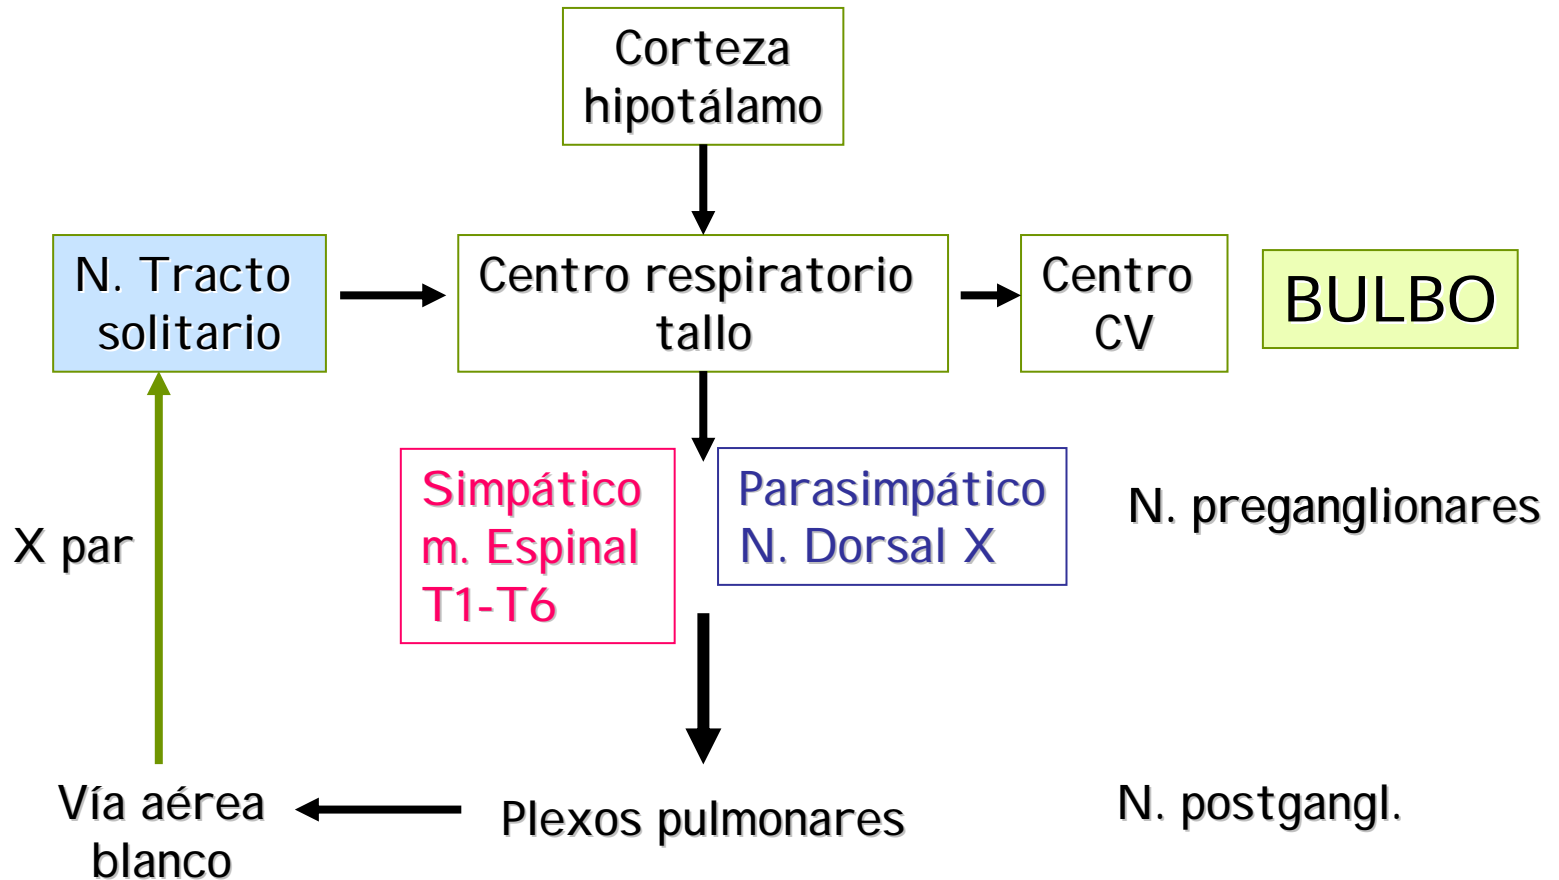 Corteza
hipotálamo
N. Tracto
solitario
Centro respiratorio
tallo
Centro
CV
BULBO
Simpático
m. Espinal
T1-T6
Parasimpático
N. Dorsal X
N. preganglionares
X par
Vía aérea
blanco
Plexos pulmonares
N. postgangl.